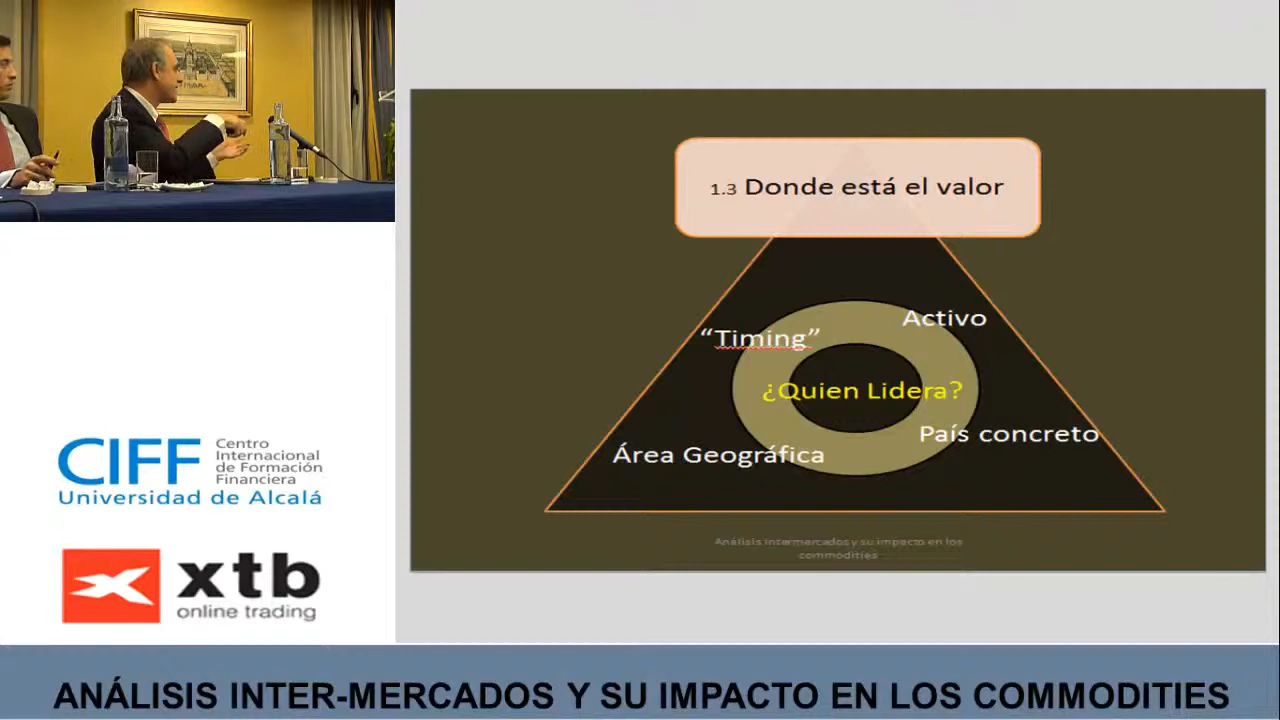 1.3 Donde está el valor
“Timing”
Activo
¿Quien Lidera?
País concreto
Área Geográfica
Análisis Intermercados y su impacto en los
commodities
CIFF
Centro
Internacional
de Formación
Financiera
Universidad de Alcalá
xtb
online trading
ANÁLISIS INTER-MERCADOS Y SU IMPACTO EN LOS COMMODITIES